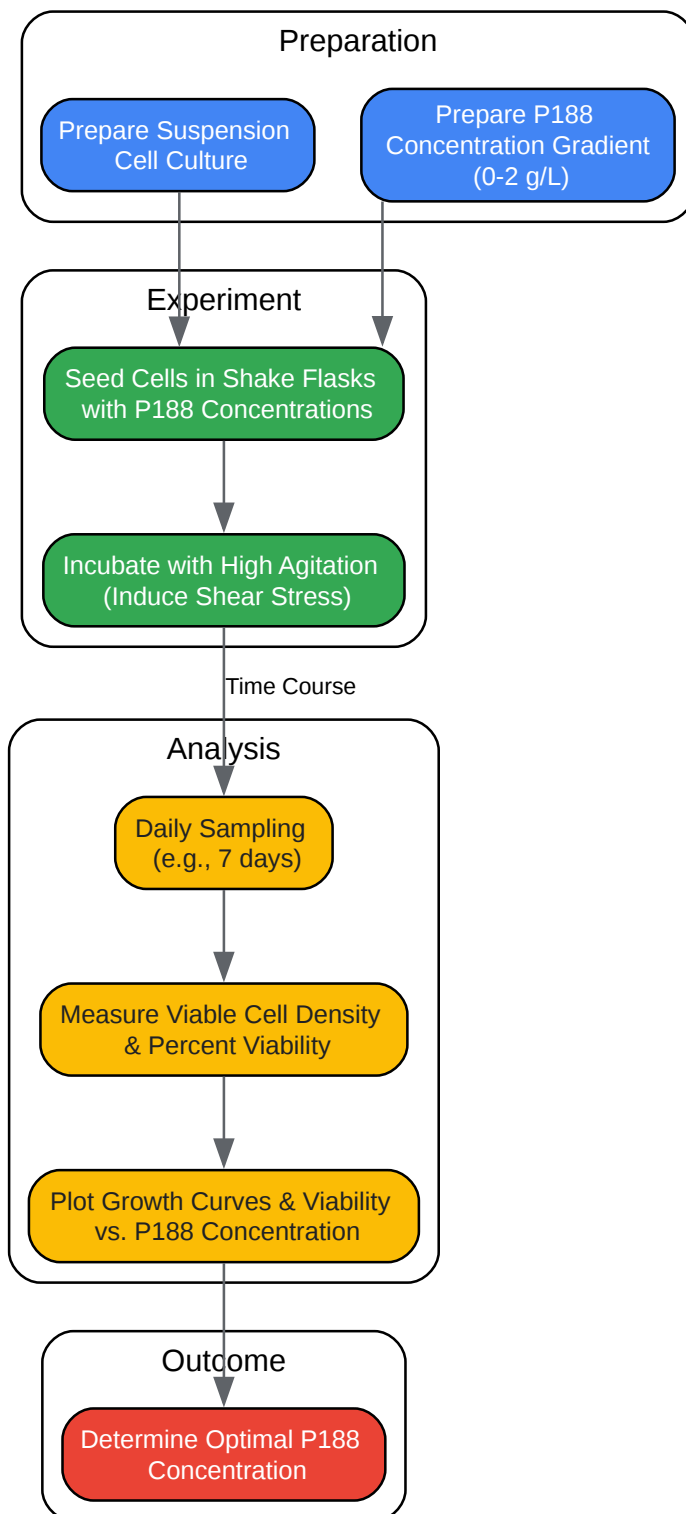 Preparation
Prepare Suspension
Cell Culture
Prepare P188
Concentration Gradient
(0-2 g/L)
Experiment
Seed Cells in Shake Flasks
with P188 Concentrations
Incubate with High Agitation
(Induce Shear Stress)
Time Course
Analysis
Daily Sampling
(e.g., 7 days)
Measure Viable Cell Density
& Percent Viability
Plot Growth Curves & Viability
vs. P188 Concentration
Outcome
Determine Optimal P188
Concentration